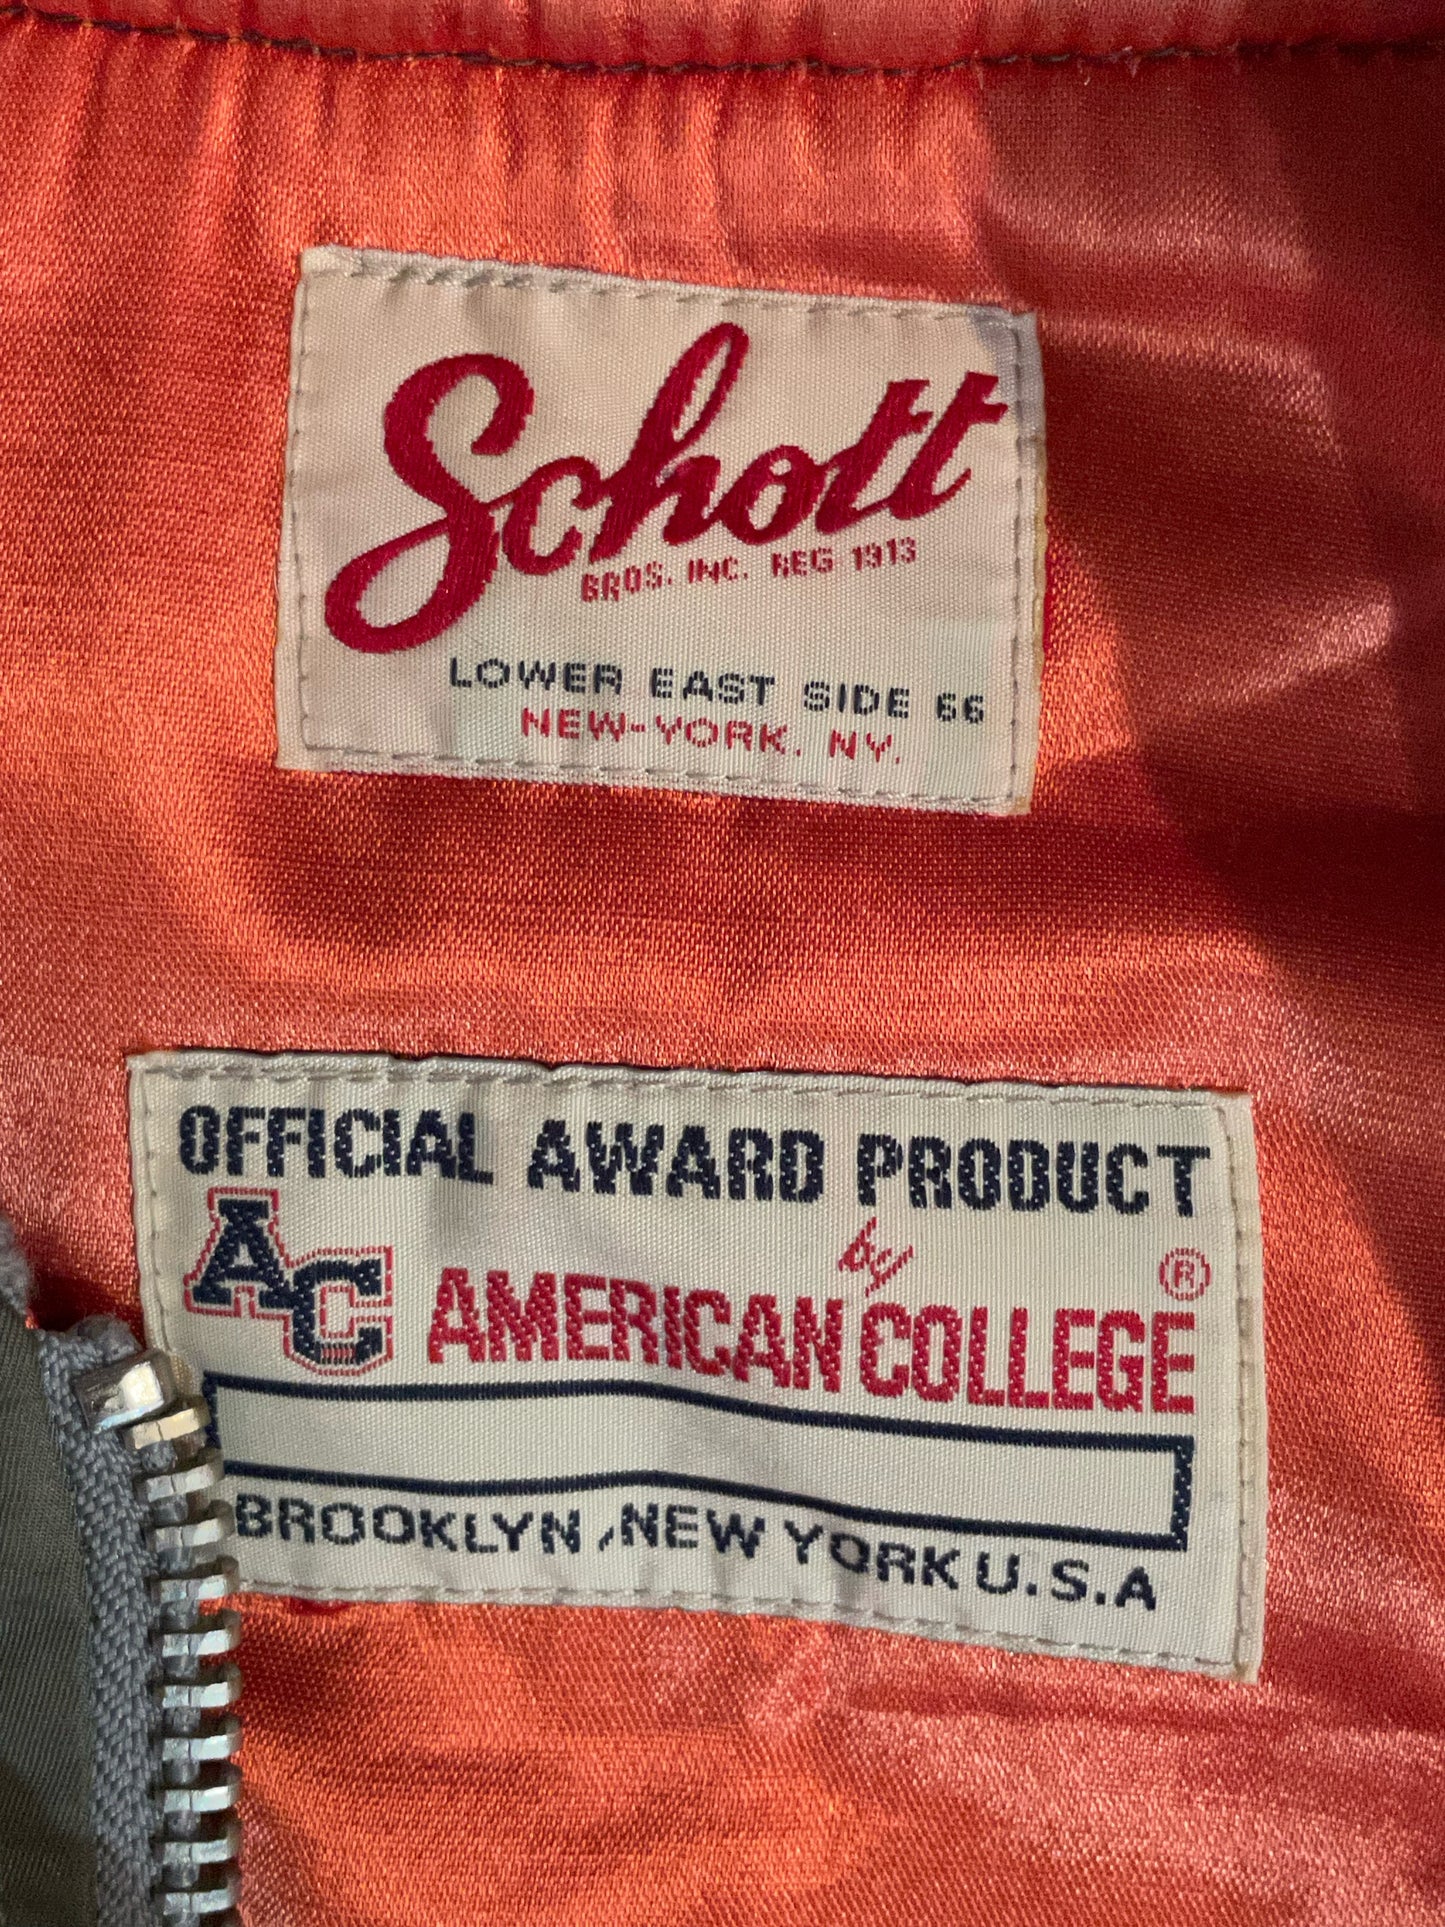 Schott
BROS. INC. REG 1913
LOWER EAST SIDE 66
NEW-YORK. NY.
OFFICIAL AWARD PRODUCT
by
AC AMERICAN COLLEGE ®
BROOKLYN, NEW YORK U.S.A